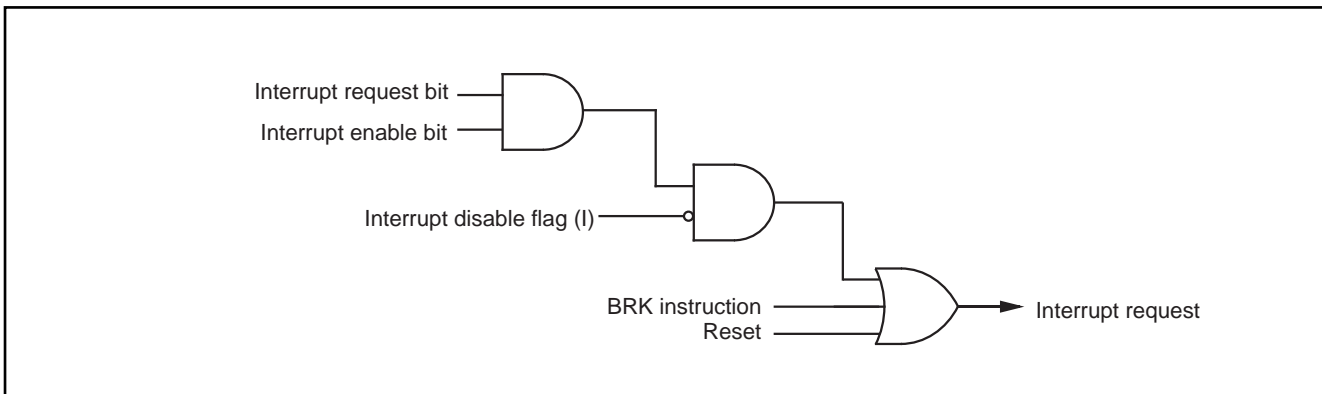 Interrupt request bit
Interrupt enable bit
Interrupt disable flag (I)
BRK instruction
Reset
Interrupt request